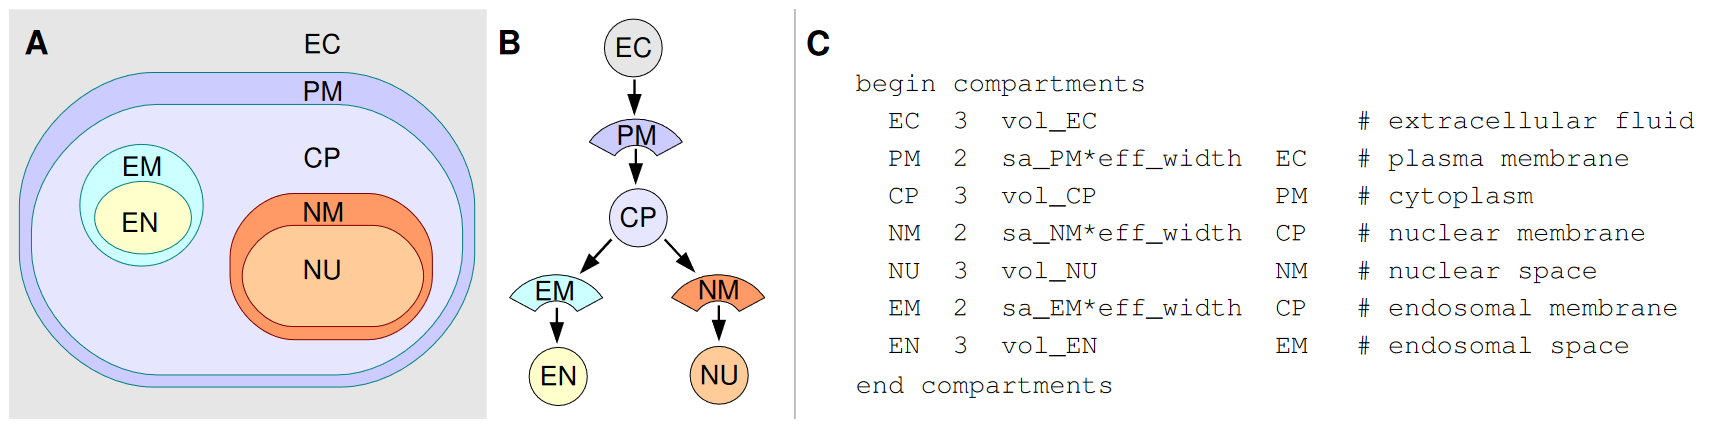 A
EC
PM
CP
EM
EN
NM
NU
B
EC
PM
CP
EM
NM
EN
NU
C
begin compartments
EC 3 vol_EC # extracellular fluid
PM 2 sa_PM*eff_width EC # plasma membrane
CP 3 vol_CP PM # cytoplasm
NM 2 sa_NM*eff_width CP # nuclear membrane
NU 3 vol_NU NM # nuclear space
EM 2 sa_EM*eff_width CP # endosomal membrane
EN 3 vol_EN EM # endosomal space
end compartments